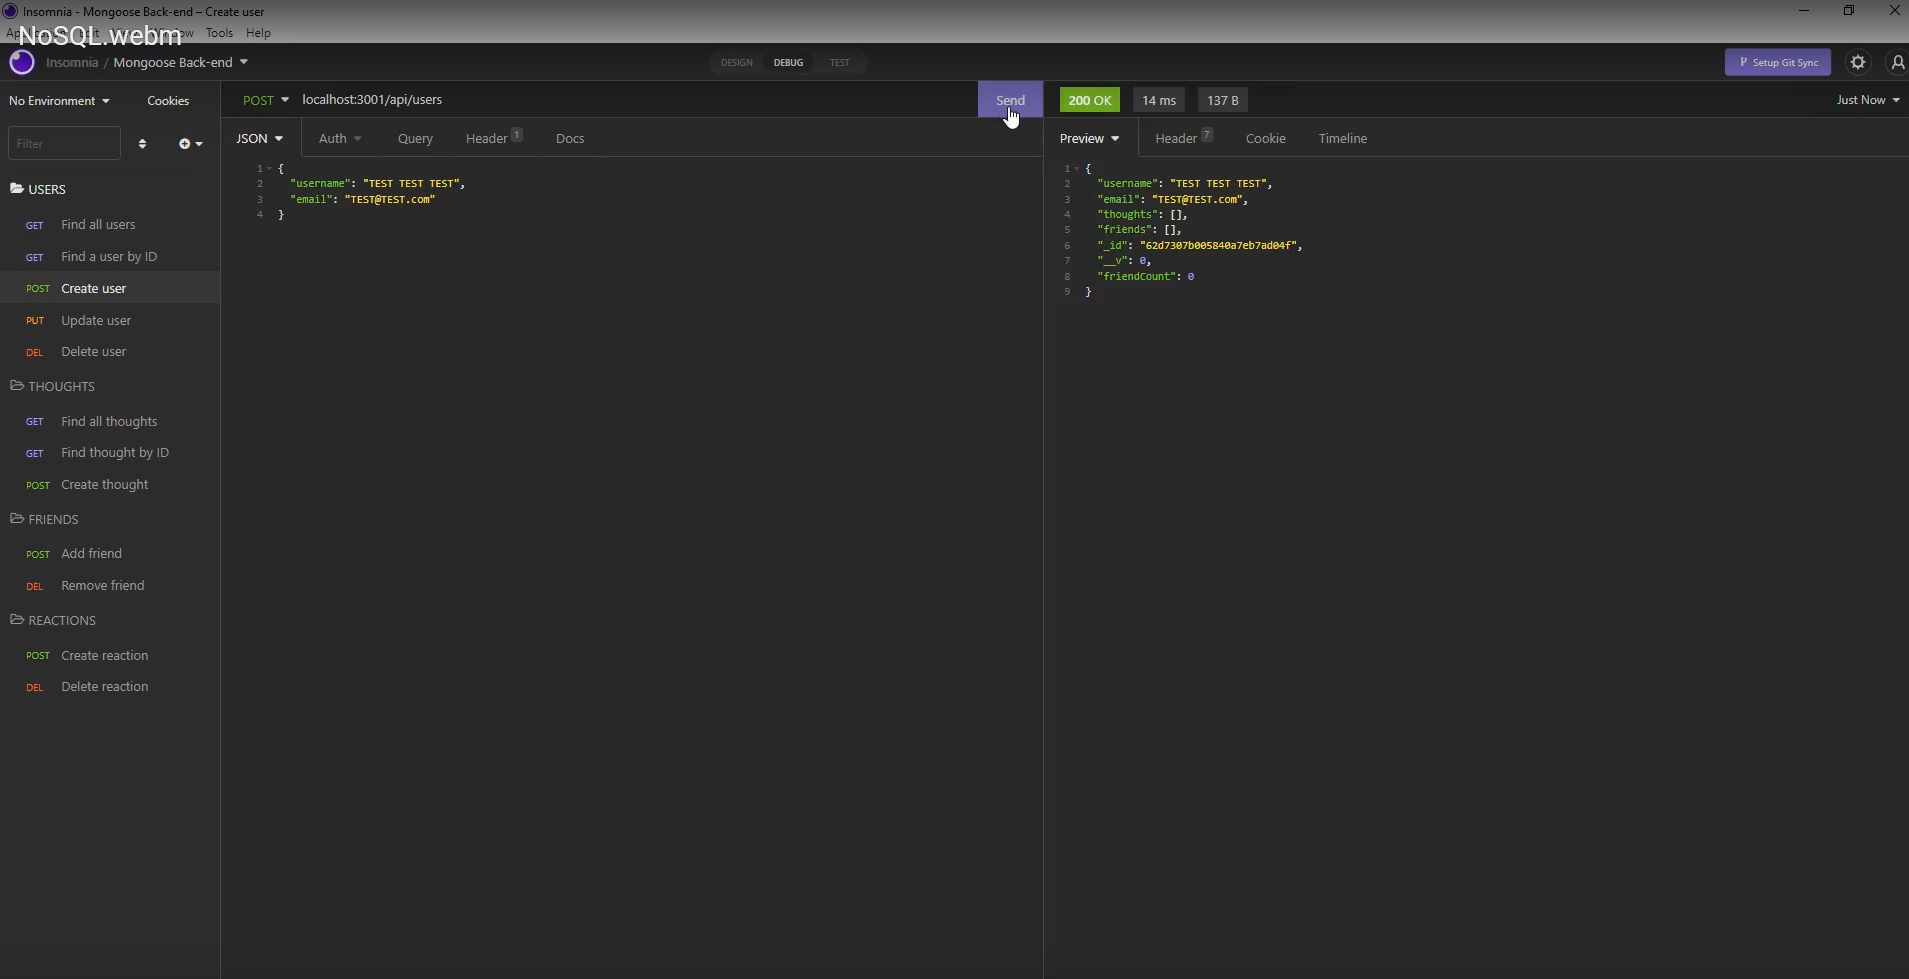 Insomnia - Mongoose Back-end – Create user
NoSQL.webm
Tools Help
Insomnia / Mongoose Back-end
DESIGN DEBUG TEST
Setup Git Sync
No Environment Cookies
POST localhost:3001/api/users
Send
200 OK 14 ms 137 B
Just Now
Filter
JSON Auth Query Header 1 Docs
Preview Header 7 Cookie Timeline
USERS
GET Find all users
GET Find a user by ID
POST Create user
PUT Update user
DEL Delete user
THOUGHTS
GET Find all thoughts
GET Find thought by ID
POST Create thought
FRIENDS
POST Add friend
DEL Remove friend
REACTIONS
POST Create reaction
DEL Delete reaction
1 {
2 "username": "TEST TEST TEST",
3 "email": "TEST@TEST.com"
4 }
1 {
2 "username": "TEST TEST TEST",
3 "email": "TEST@TEST.com",
4 "thoughts": [],
5 "friends": [],
6 "_id": "62d7307b005840a7eb7ad04f",
7 "__v": 0,
8 "friendCount": 0
9 }